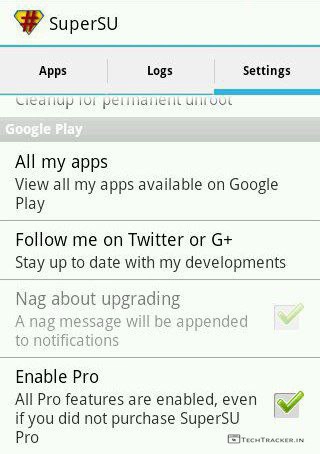 SuperSU
Apps
Logs
Settings
Cleanup for permanent unroot
Google Play
All my apps
View all my apps available on Google
Play
Follow me on Twitter or G+
Stay up to date with my developments
Nag about upgrading
A nag message will be appended
to notifications
Enable Pro
All Pro features are enabled, even
if you did not purchase SuperSU
Pro
TECHTRACKER.IN